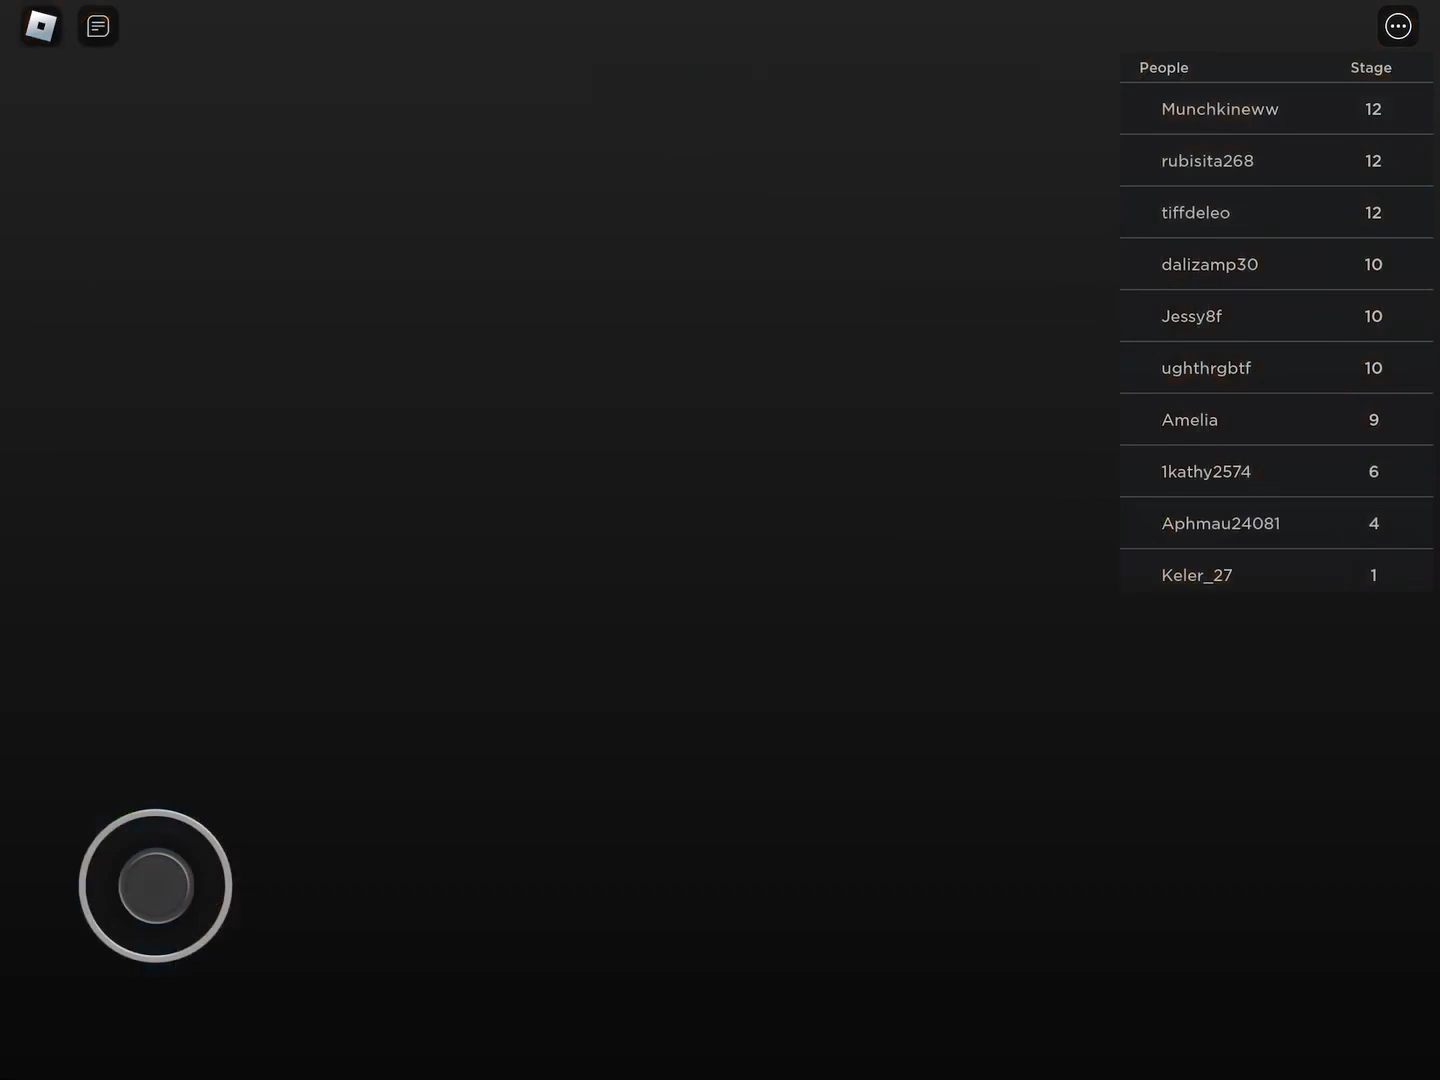 People Stage
Munchkineww 12
rubisita268 12
tiffdeleo 12
dalizamp30 10
Jessy8f 10
ughthrgbtf 10
Amelia 9
1kathy2574 6
Aphmau24081 4
Keler_27 1